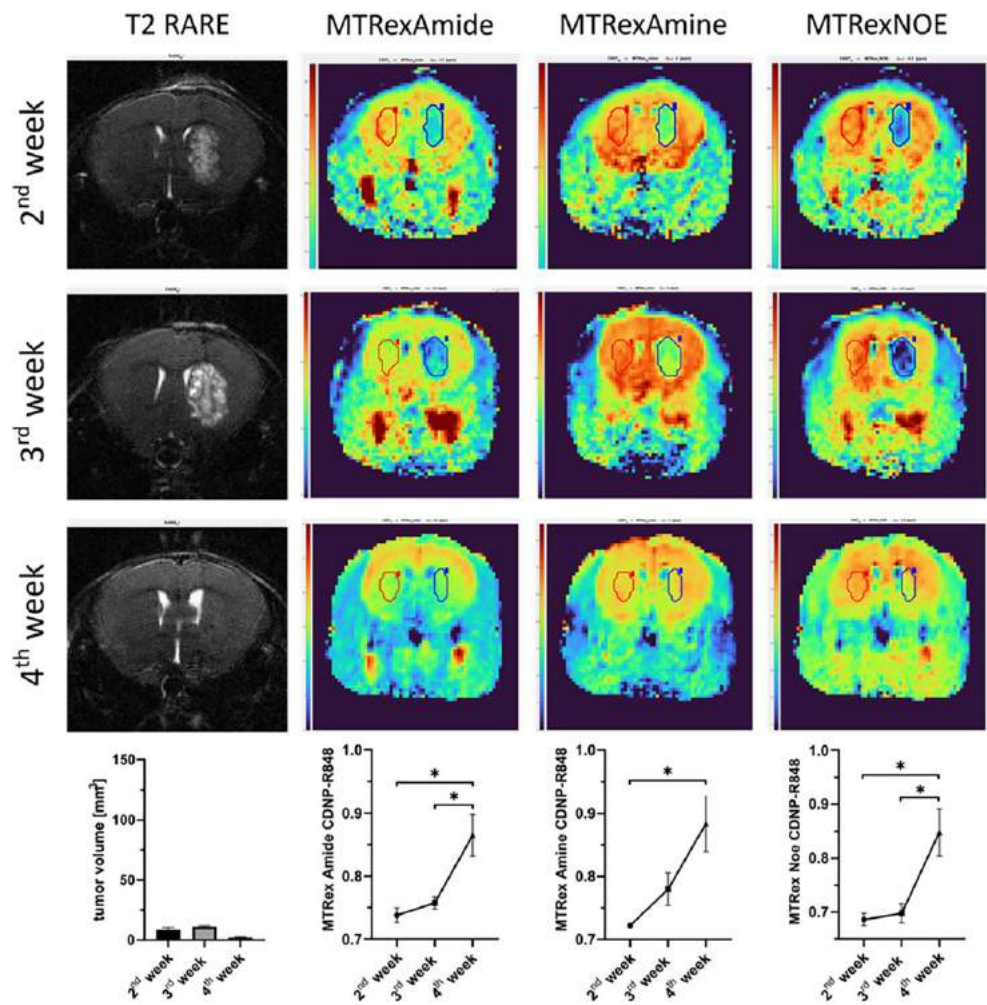 T2 RARE MTRexAmide MTRexAmine MTRexNOE
2nd week
3rd week
4th week
tumor volume [mm³]
150
100
50
0
2nd week
3rd week
4th week
MTRex Amide CDNP-R848
1.0
0.9
0.8
0.7
*
*
2nd week
3rd week
4th week
MTRex Amine CDNP-R848
1.0
0.9
0.8
0.7
*
2nd week
3rd week
4th week
MTRex Noe CDNP-R848
1.0
0.9
0.8
0.7
*
*
2nd week
3rd week
4th week